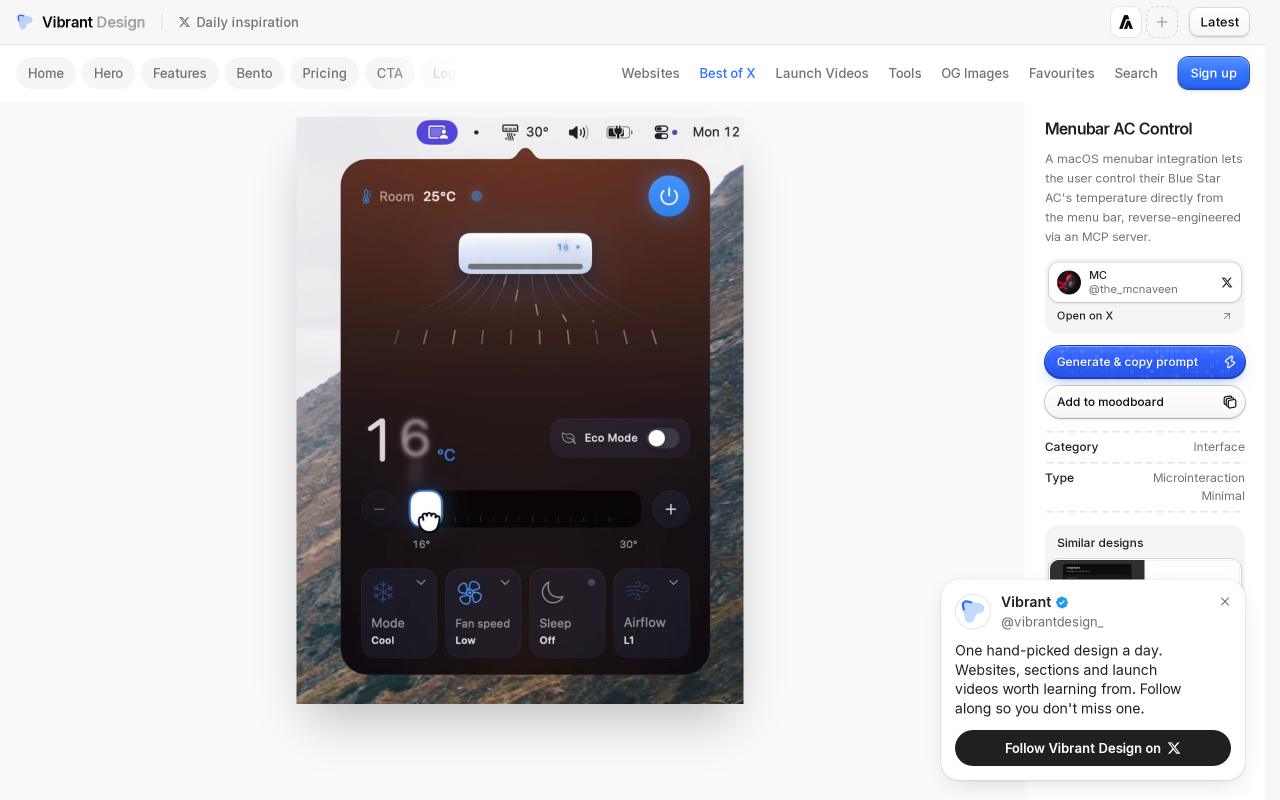 Vibrant Design
Daily inspiration
Latest
Home
Hero
Features
Bento
Pricing
CTA
Log
Websites
Best of X
Launch Videos
Tools
OG Images
Favourites
Search
Sign up
30°
Mon 12
Room 25°C
16
16 °C
Eco Mode
16°
30°
Mode
Cool
Fan speed
Low
Sleep
Off
Airflow
L1
Menubar AC Control
A macOS menubar integration lets
the user control their Blue Star
AC's temperature directly from
the menu bar, reverse-engineered
via an MCP server.
MC
@the_mcnaveen
Open on X
Generate & copy prompt
Add to moodboard
Category
Interface
Type
Microinteraction
Minimal
Similar designs
Vibrant
@vibrantdesign_
One hand-picked design a day.
Websites, sections and launch
videos worth learning from. Follow
along so you don't miss one.
Follow Vibrant Design on X